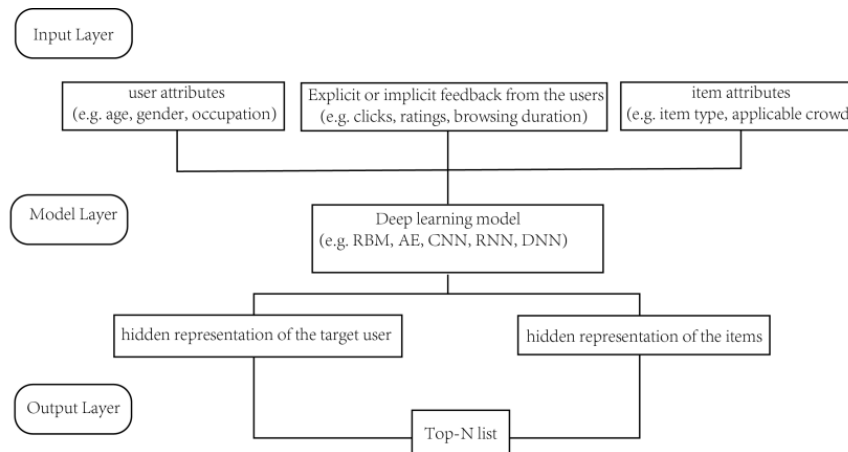 Input Layer
user attributes
(e.g. age, gender, occupation)
Explicit or implicit feedback from the users
(e.g. clicks, ratings, browsing duration)
item attributes
(e.g. item type, applicable crowd
Model Layer
Deep learning model
(e.g. RBM, AE, CNN, RNN, DNN)
hidden representation of the target user
hidden representation of the items
Output Layer
Top-N list